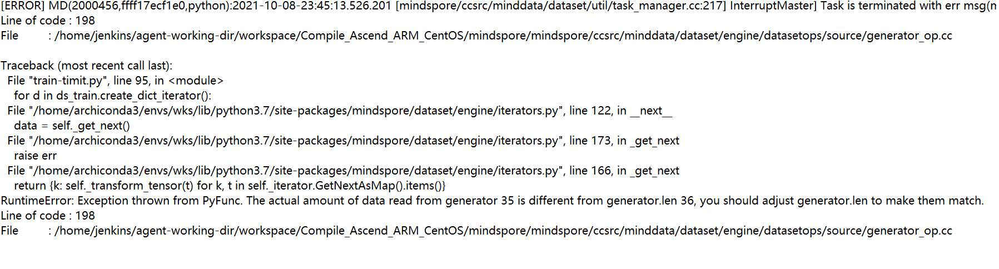 [ERROR] MD(2000456,ffff17ecf1e0,python):2021-10-08-23:45:13.526.201 [mindspore/ccsrc/minddata/dataset/util/task_manager.cc:217] InterruptMaster] Task is terminated with err msg(n
Line of code : 198
File         : /home/jenkins/agent-working-dir/workspace/Compile_Ascend_ARM_CentOS/mindspore/mindspore/ccsrc/minddata/dataset/engine/datasetops/source/generator_op.cc

Traceback (most recent call last):
  File "train-timit.py", line 95, in <module>
    for d in ds_train.create_dict_iterator():
  File "/home/archiconda3/envs/wks/lib/python3.7/site-packages/mindspore/dataset/engine/iterators.py", line 122, in __next__
    data = self._get_next()
  File "/home/archiconda3/envs/wks/lib/python3.7/site-packages/mindspore/dataset/engine/iterators.py", line 173, in _get_next
    raise err
  File "/home/archiconda3/envs/wks/lib/python3.7/site-packages/mindspore/dataset/engine/iterators.py", line 166, in _get_next
    return {k: self._transform_tensor(t) for k, t in self._iterator.GetNextAsMap().items()}
RuntimeError: Exception thrown from PyFunc. The actual amount of data read from generator 35 is different from generator.len 36, you should adjust generator.len to make them match.
Line of code : 198
File         : /home/jenkins/agent-working-dir/workspace/Compile_Ascend_ARM_CentOS/mindspore/mindspore/ccsrc/minddata/dataset/engine/datasetops/source/generator_op.cc